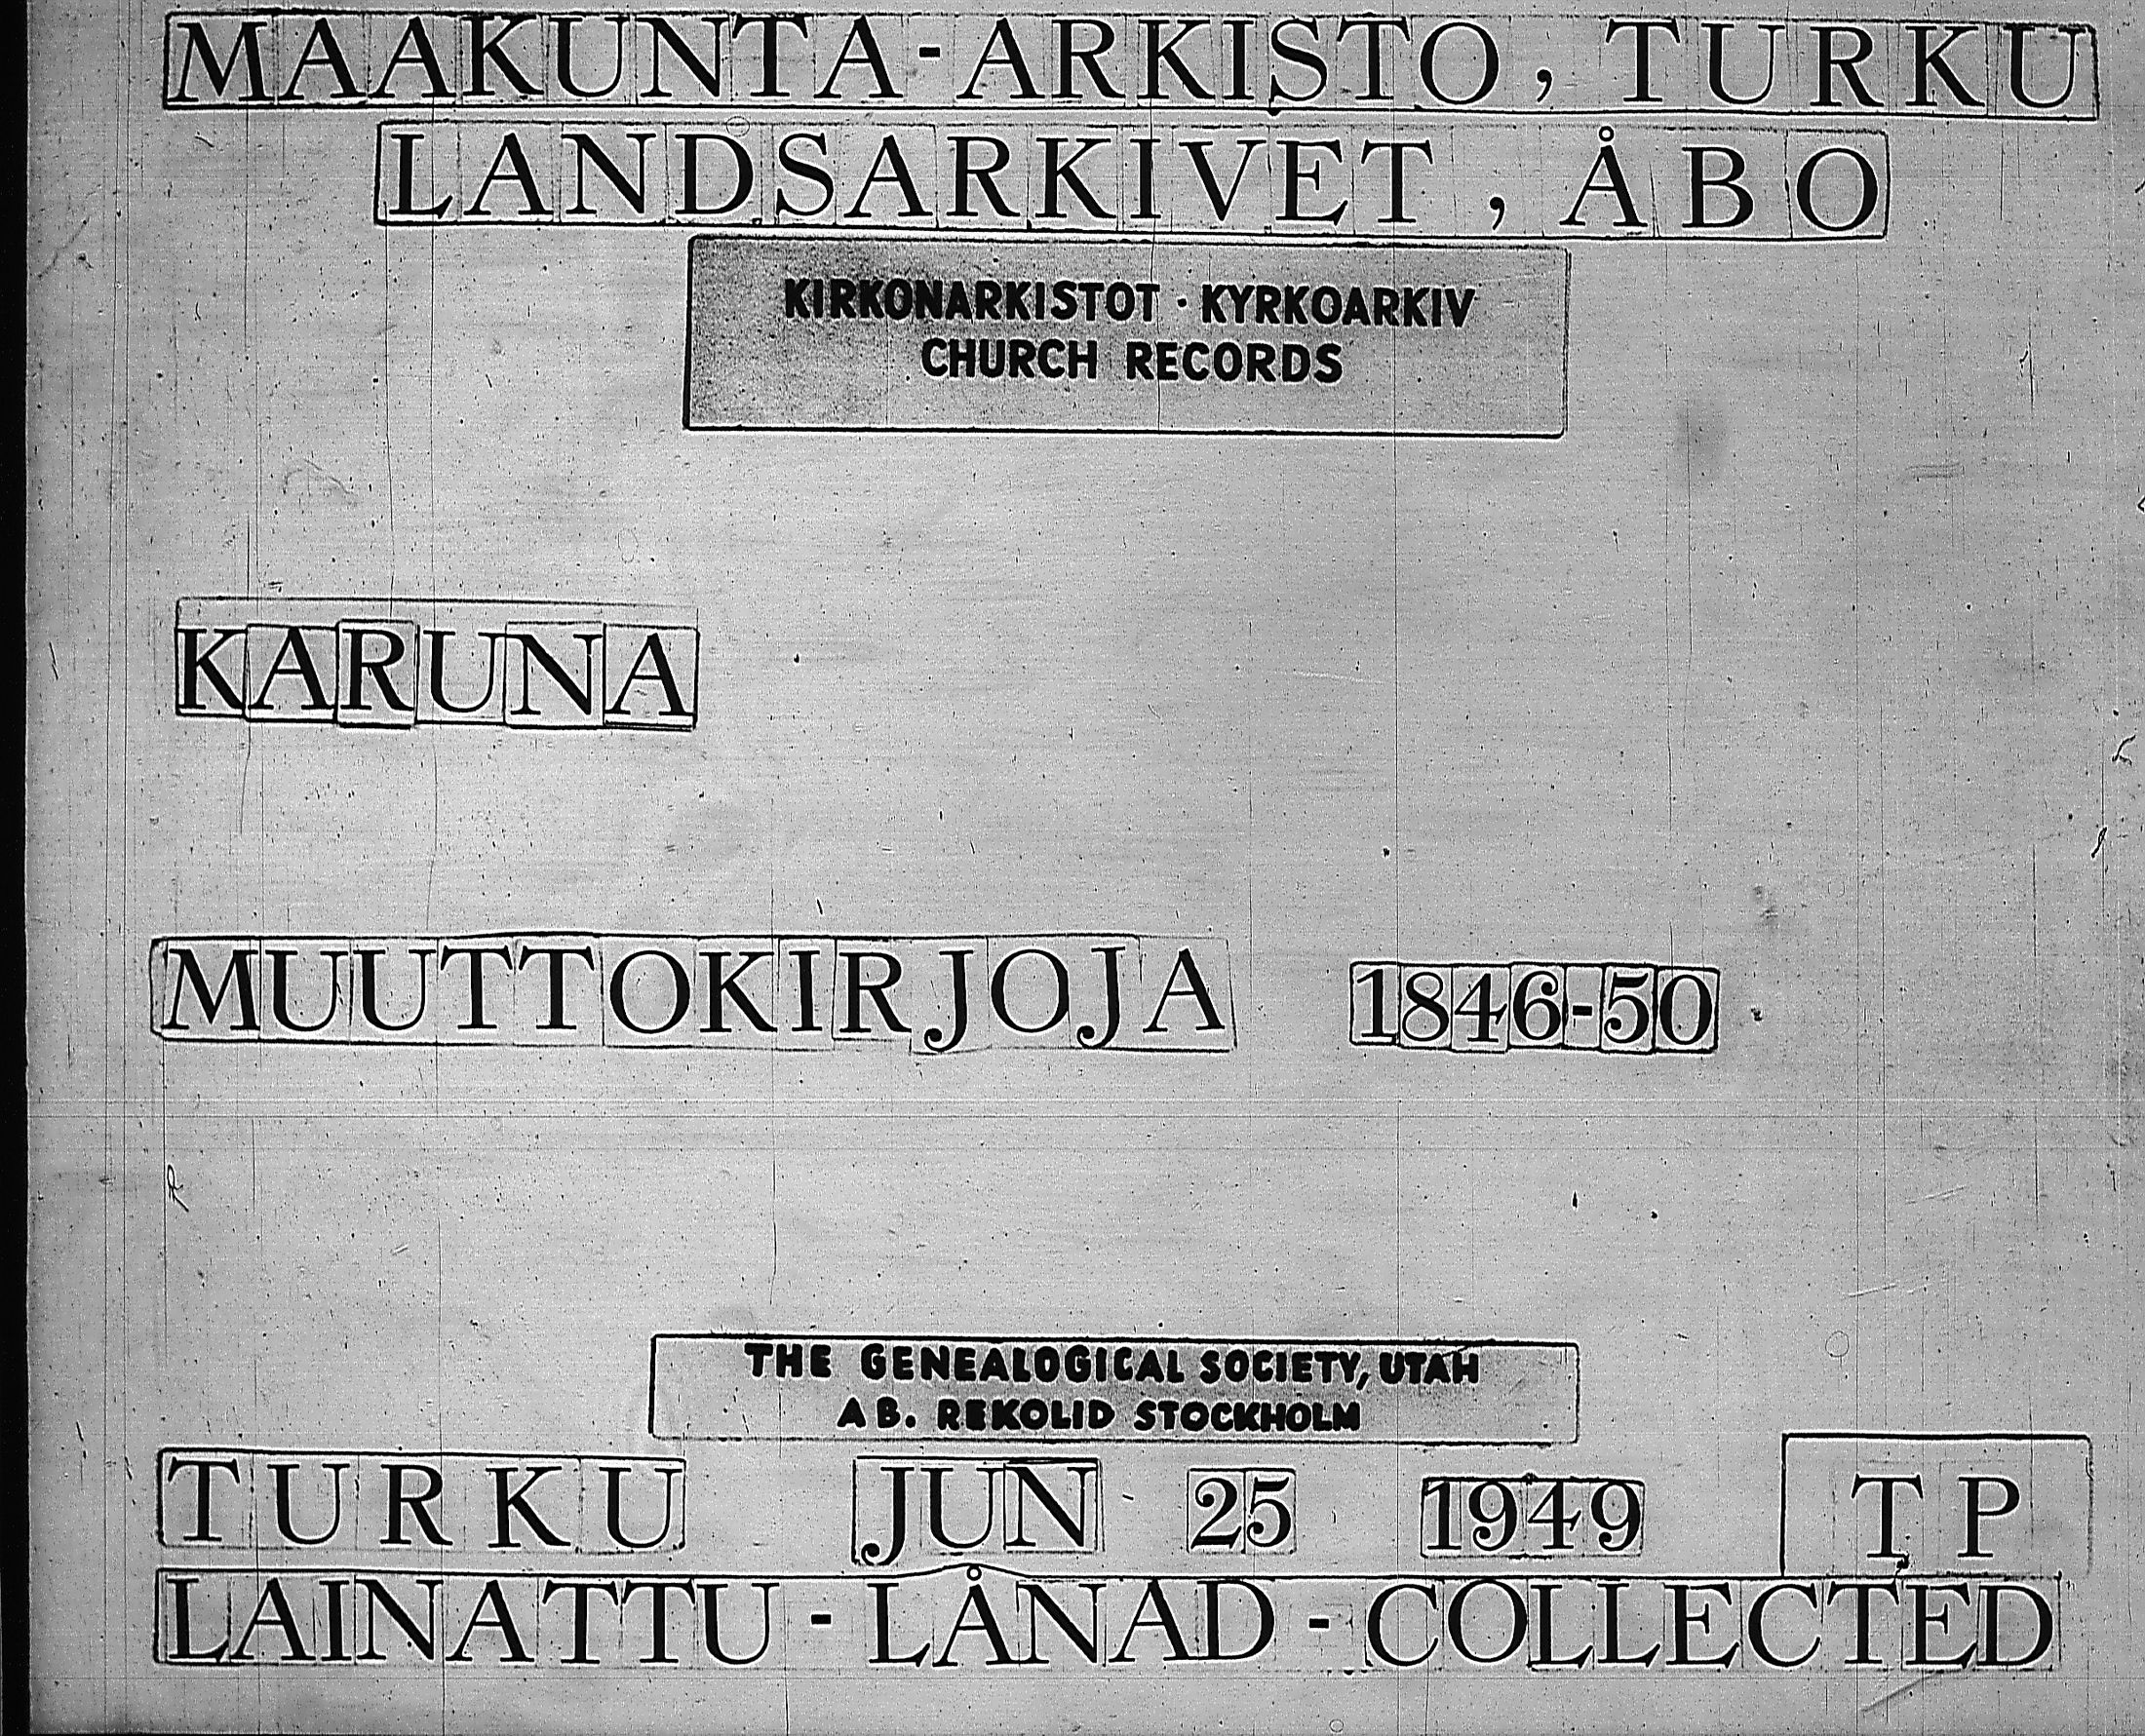 MAAKUNTA-ARKISTO, TURKU
LANDSARKIVET, ÅBO
KIRKONARKISTOT · KYRKOARKIV
CHURCH RECORDS
KARUNA
MUUTTOKIRJOJA 1846-50
THE GENEALOGICAL SOCIETY, UTAH
AB. REKOLID STOCKHOLM
TURKU JUN 25 1949 TP
LAINATTU - LÅNAD - COLLECTED